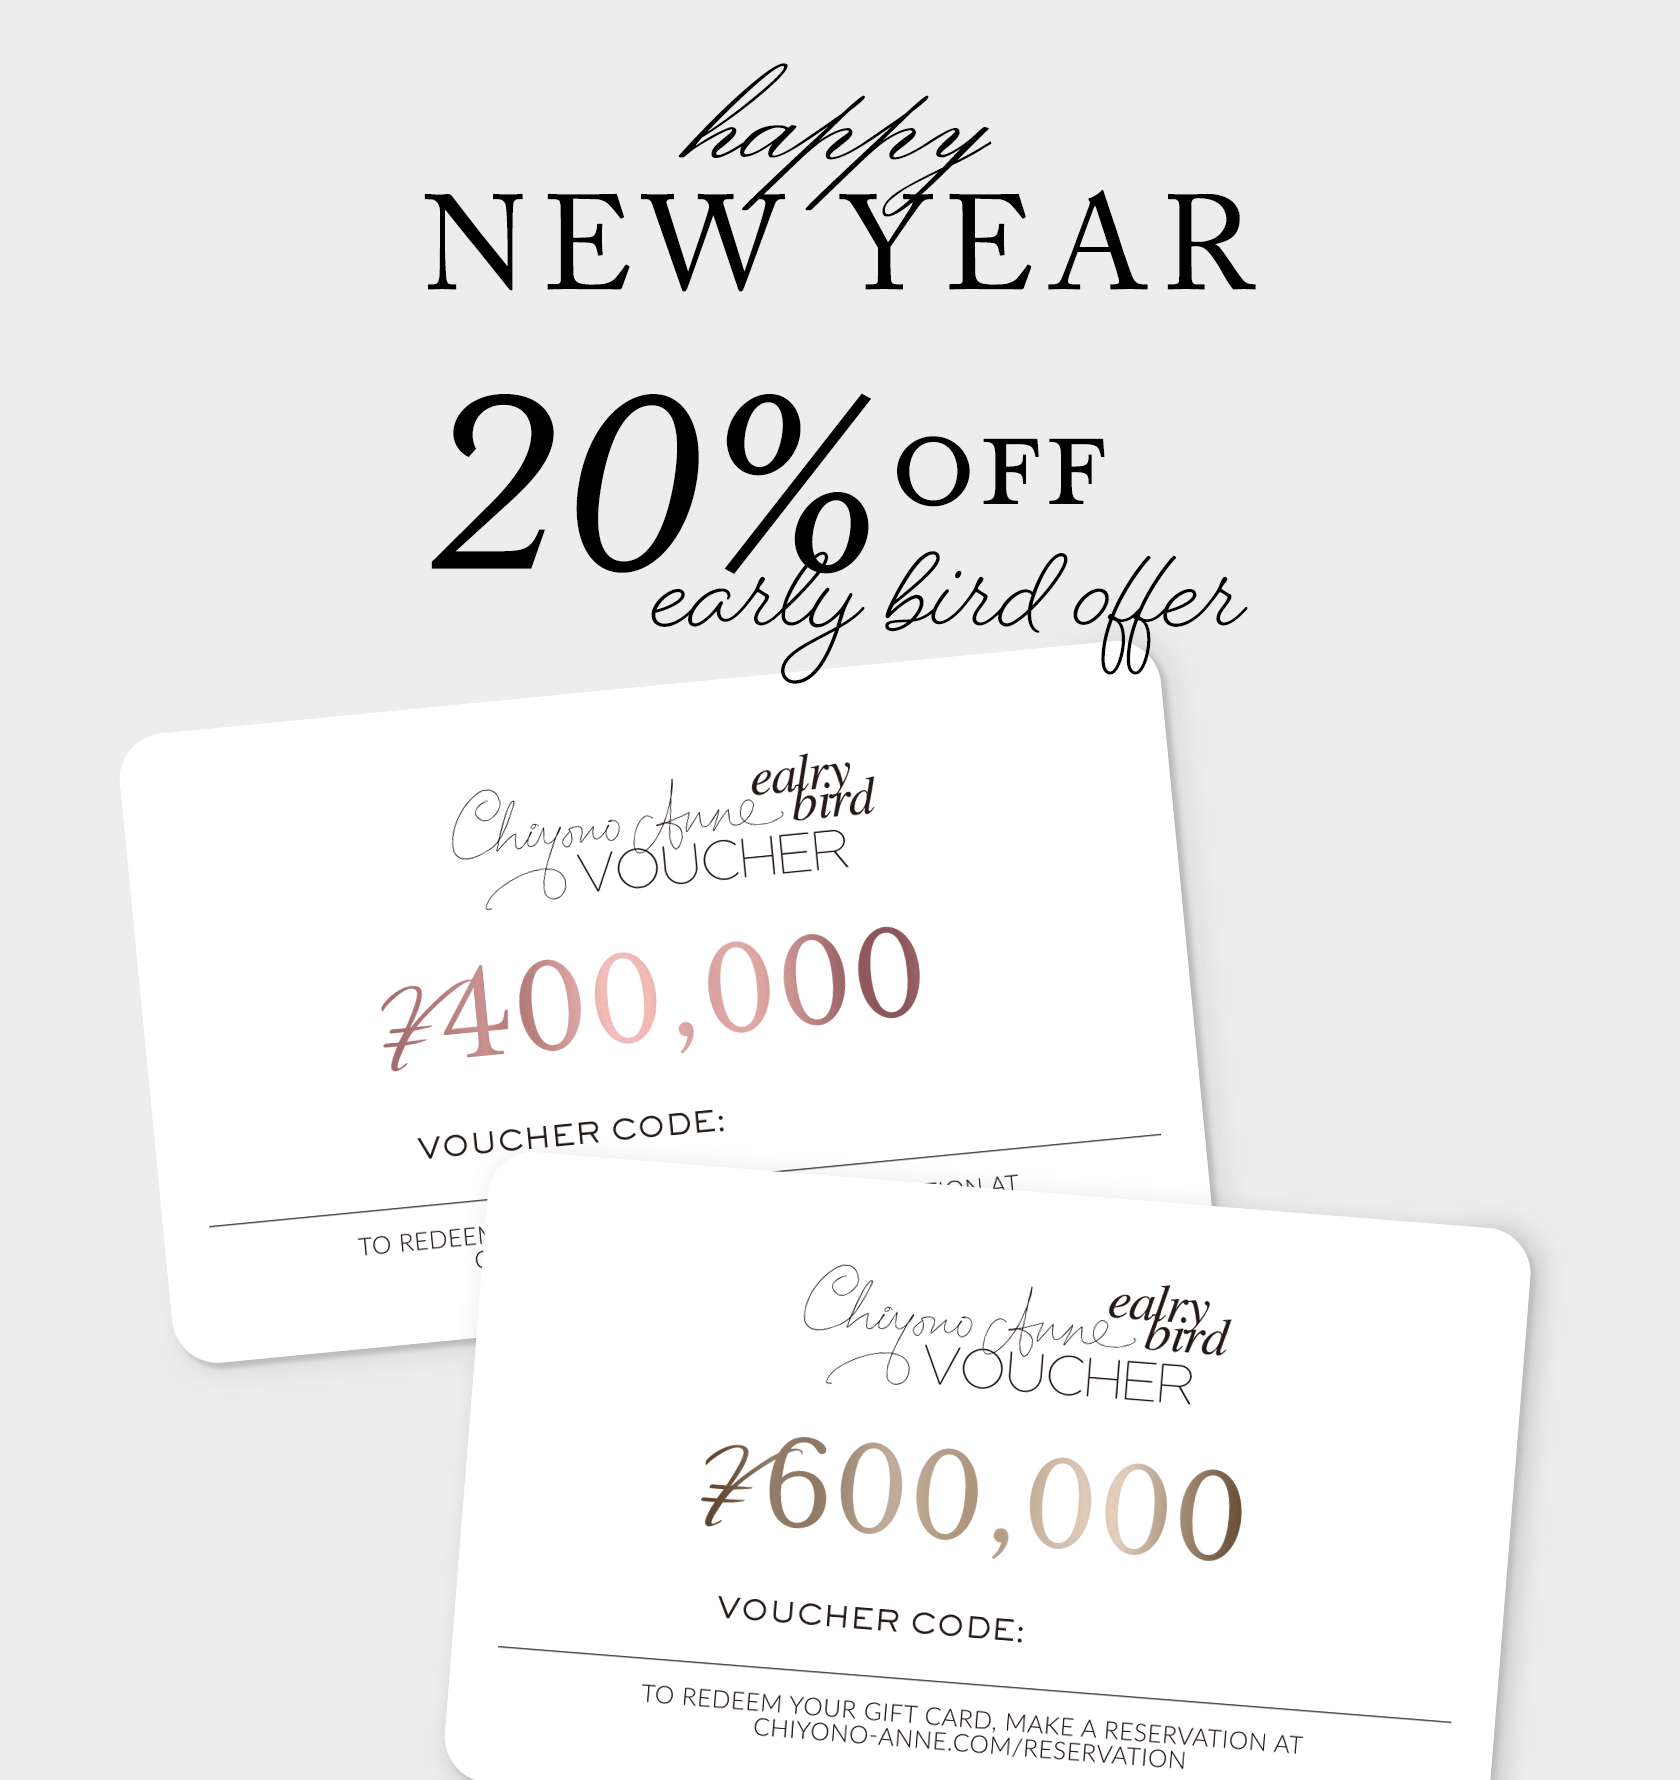 happy
NEW YEAR
20% OFF
early bird offer
Chiyono Anne ealry
bird
VOUCHER
¥400,000
VOUCHER CODE:
TO REDEEM
AT
Chiyono Anne ealry
bird
VOUCHER
¥600,000
VOUCHER CODE:
TO REDEEM YOUR GIFT CARD, MAKE A RESERVATION AT
CHIYONO-ANNE.COM/RESERVATION